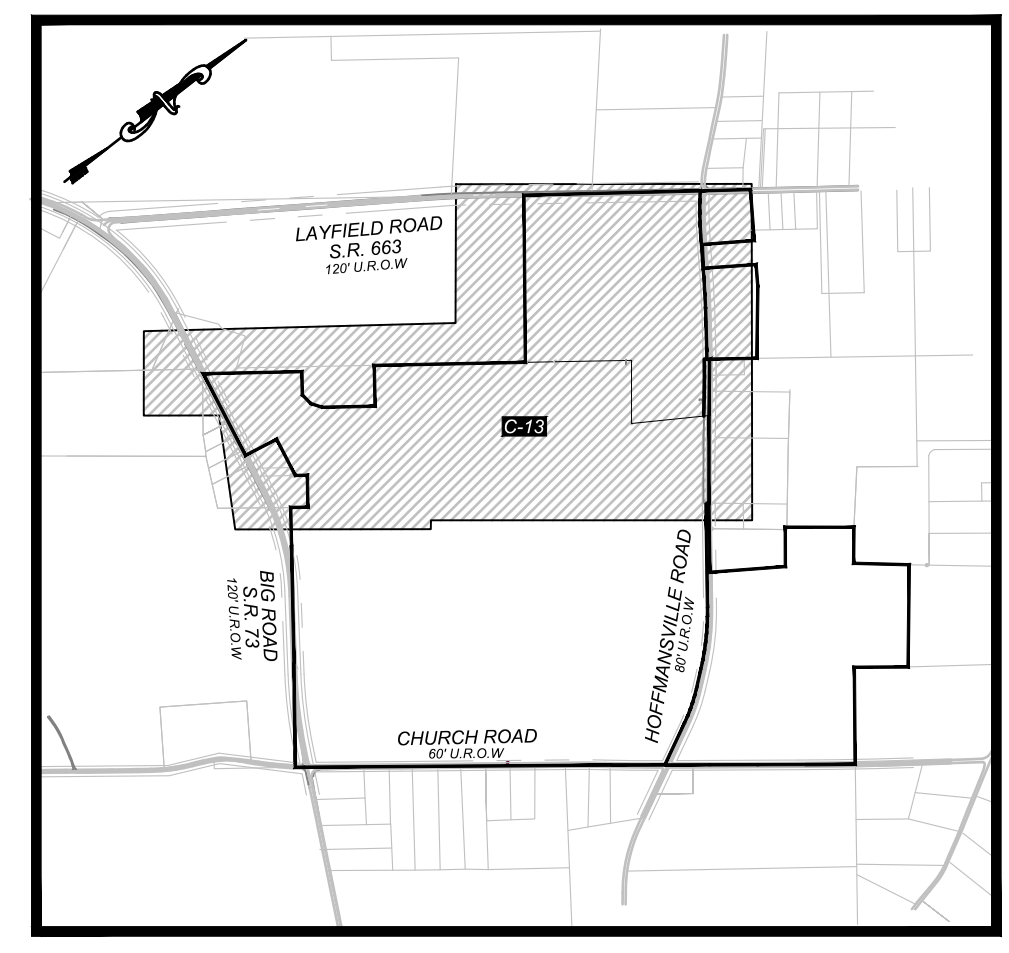 LAYFIELD ROAD
S.R. 663
120' U.R.O.W
C-13
BIG ROAD
S.R. 73
120' U.R.O.W
HOFFMANSVILLE ROAD
80' U.R.O.W
CHURCH ROAD
60' U.R.O.W